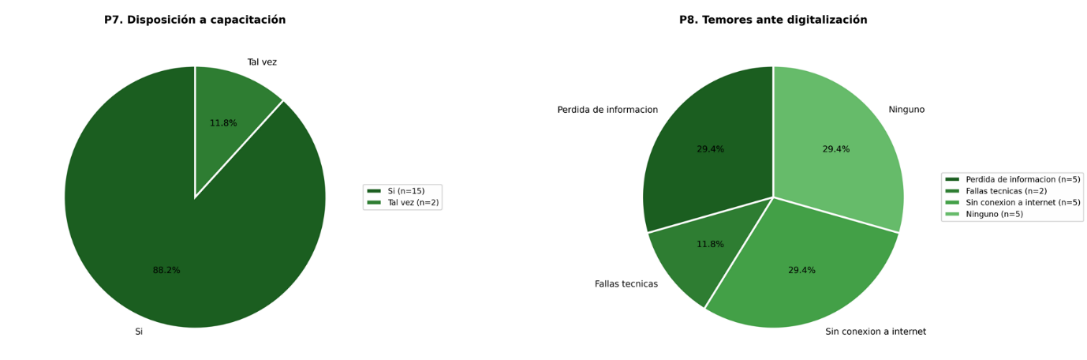 P7. Disposición a capacitación
Tal vez
11.8%
88.2%
Si
Si (n=15)
Tal vez (n=2)
P8. Temores ante digitalización
Perdida de informacion
Ninguno
29.4%
29.4%
11.8%
29.4%
Fallas tecnicas
Sin conexion a internet
Perdida de informacion (n=5)
Fallas tecnicas (n=2)
Sin conexion a internet (n=5)
Ninguno (n=5)